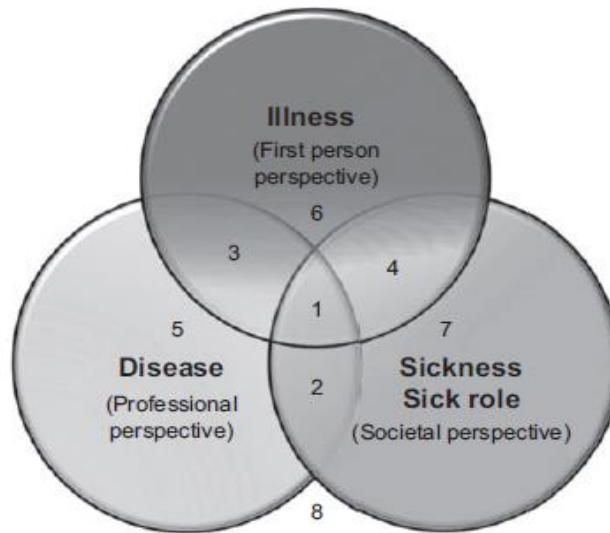 Illness
(First person
perspective)
6
3
4
1
5
7
Disease
(Professional
perspective)
2
Sickness
Sick role
(Societal perspective)
8